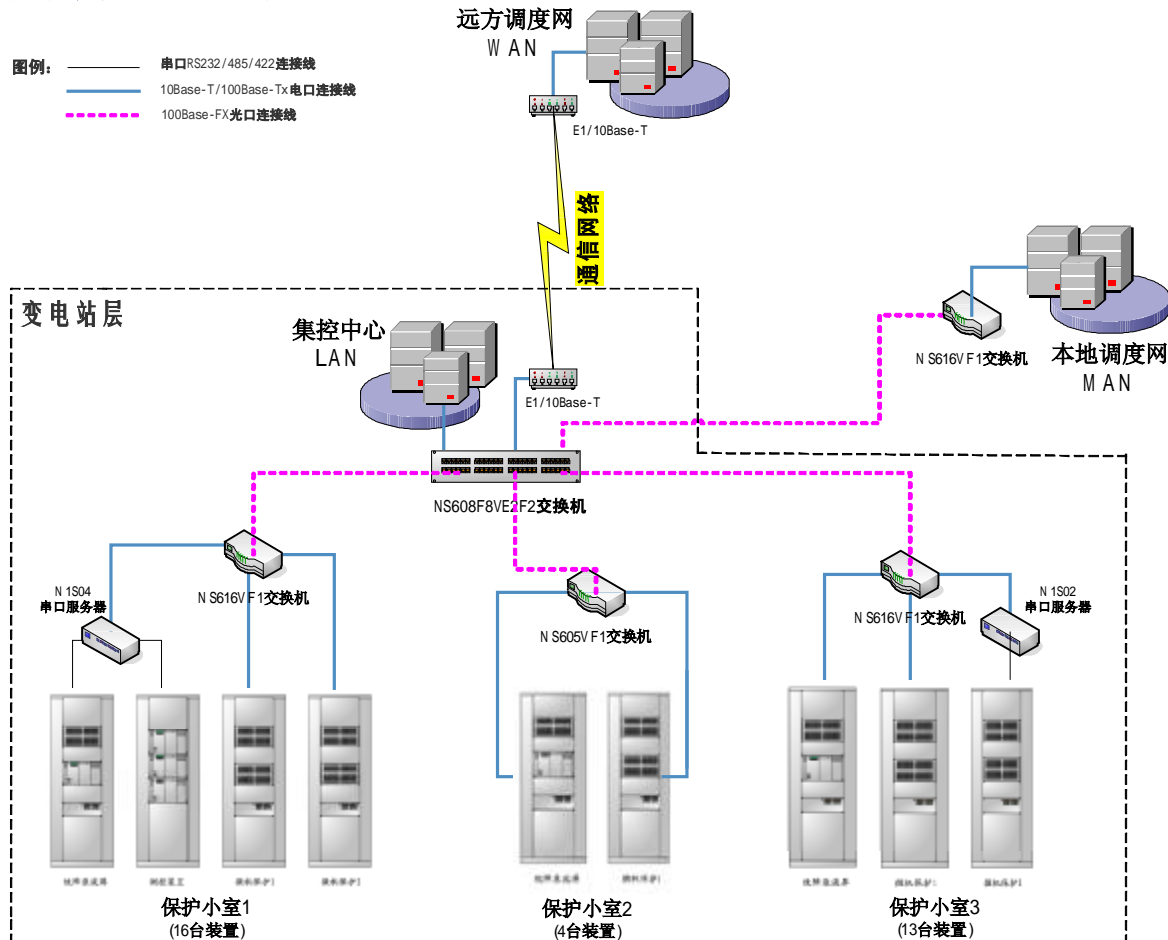 远方调度网
WAN
图例：
串口RS232/485/422连接线
10Base-T/100Base-Tx电口连接线
100Base-FX光口连接线
E1/10Base-T
通信网络
变电站层
集控中心
LAN
E1/10Base-T
NS616VF1交换机
本地调度网
MAN
NS608F8VE2F2交换机
N1S04
串口服务器
NS616VF1交换机
NS605VF1交换机
NS616VF1交换机
N1S02
串口服务器
保护小室1
(16台装置)
保护小室2
(4台装置)
保护小室3
(13台装置)